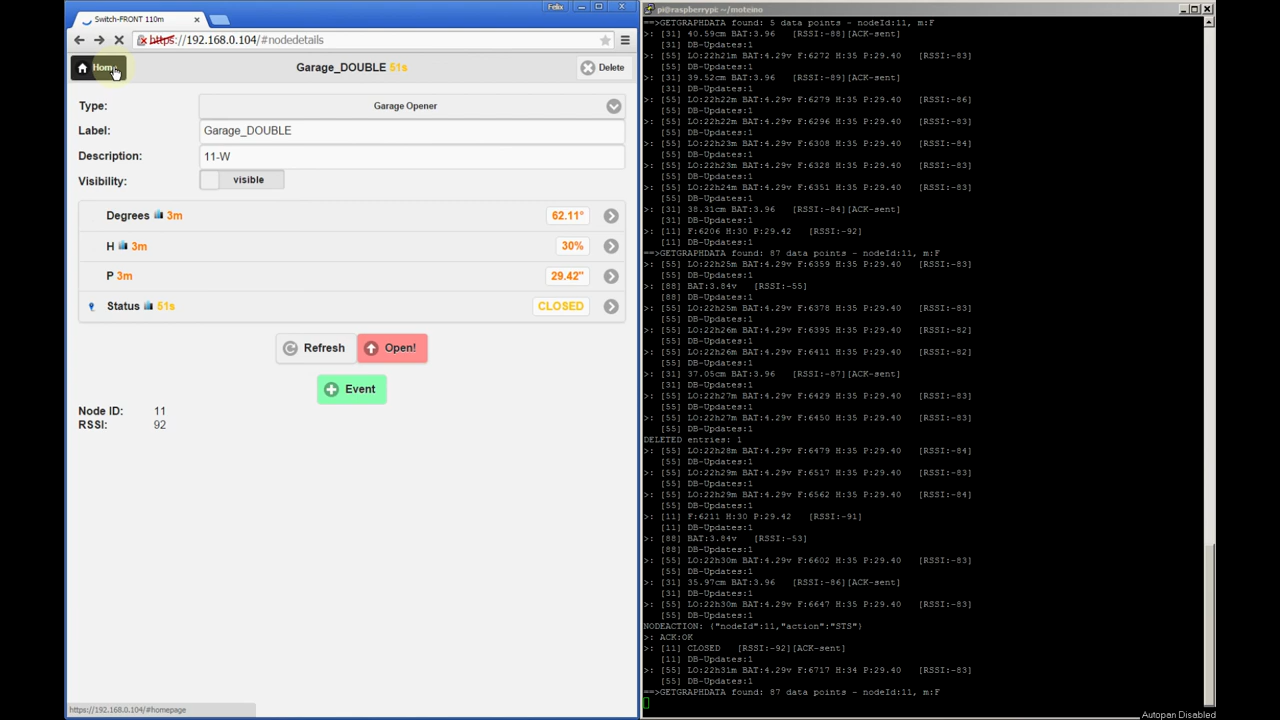 Switch-FRONT 110m
Felix
https://192.168.0.104/#nodedetails
Home
Garage_DOUBLE 51s
Delete
Type:
Garage Opener
Label:
Garage_DOUBLE
Description:
11-W
Visibility:
visible
Degrees 3m
62.11°
H 3m
30%
P 3m
29.42"
Status 51s
CLOSED
Refresh
Open!
Event
Node ID: 11
RSSI: 92
https://192.168.0.104/#homepage
pi@raspberrypi: ~/moteino
==>GETGRAPHDATA found: 5 data points - nodeId:11, m:F
>: [31] 40.59cm BAT:3.96 [RSSI:-88][ACK-sent]
[31] DB-Updates:1
>: [55] LO:22h21m BAT:4.29v F:6271 H:35 P:29.40 [RSSI:-84]
[55] DB-Updates:1
>: [31] 39.52cm BAT:3.96 [RSSI:-89][ACK-sent]
[31] DB-Updates:1
>: [55] LO:22h22m BAT:4.29v F:6279 H:35 P:29.40 [RSSI:-86]
[55] DB-Updates:1
>: [55] LO:22h22m BAT:4.29v F:6296 H:35 P:29.40 [RSSI:-83]
[55] DB-Updates:1
>: [55] LO:22h23m BAT:4.29v F:6308 H:35 P:29.40 [RSSI:-84]
[55] DB-Updates:1
>: [55] LO:22h23m BAT:4.29v F:6328 H:35 P:29.40 [RSSI:-83]
[55] DB-Updates:1
>: [55] LO:22h24m BAT:4.29v F:6351 H:35 P:29.40 [RSSI:-83]
[55] DB-Updates:1
>: [31] 38.31cm BAT:3.96 [RSSI:-84][ACK-sent]
[31] DB-Updates:1
>: [11] F:6206 H:30 P:29.42 [RSSI:-92]
[11] DB-Updates:1
==>GETGRAPHDATA found: 87 data points - nodeId:11, m:F
>: [55] LO:22h25m BAT:4.29v F:6359 H:35 P:29.40 [RSSI:-83]
[55] DB-Updates:1
>: [88] BAT:3.84v [RSSI:-55]
[88] DB-Updates:1
>: [55] LO:22h25m BAT:4.29v F:6378 H:35 P:29.40 [RSSI:-83]
[55] DB-Updates:1
>: [55] LO:22h26m BAT:4.29v F:6395 H:35 P:29.40 [RSSI:-82]
[55] DB-Updates:1
>: [55] LO:22h26m BAT:4.29v F:6411 H:35 P:29.40 [RSSI:-82]
[55] DB-Updates:1
>: [31] 37.05cm BAT:3.96 [RSSI:-87][ACK-sent]
[31] DB-Updates:1
>: [55] LO:22h27m BAT:4.29v F:6429 H:35 P:29.40 [RSSI:-83]
[55] DB-Updates:1
>: [55] LO:22h27m BAT:4.29v F:6450 H:35 P:29.40 [RSSI:-83]
[55] DB-Updates:1
DELETED entries: 1
>: [55] LO:22h28m BAT:4.29v F:6479 H:35 P:29.40 [RSSI:-84]
[55] DB-Updates:1
>: [55] LO:22h29m BAT:4.29v F:6517 H:35 P:29.40 [RSSI:-83]
[55] DB-Updates:1
>: [55] LO:22h29m BAT:4.29v F:6562 H:35 P:29.40 [RSSI:-84]
[55] DB-Updates:1
>: [11] F:6211 H:30 P:29.42 [RSSI:-91]
[11] DB-Updates:1
>: [88] BAT:3.84v [RSSI:-53]
[88] DB-Updates:1
>: [55] LO:22h30m BAT:4.29v F:6602 H:35 P:29.40 [RSSI:-83]
[55] DB-Updates:1
>: [31] 35.97cm BAT:3.96 [RSSI:-86][ACK-sent]
[31] DB-Updates:1
>: [55] LO:22h30m BAT:4.29v F:6647 H:35 P:29.40 [RSSI:-83]
[55] DB-Updates:1
NODEACTION: {"nodeId":11,"action":"STS"}
>: ACK:OK
>: [11] CLOSED [RSSI:-92][ACK-sent]
[11] DB-Updates:1
>: [55] LO:22h31m BAT:4.29v F:6717 H:34 P:29.40 [RSSI:-83]
[55] DB-Updates:1
==>GETGRAPHDATA found: 87 data points - nodeId:11, m:F
Autopan Disabled